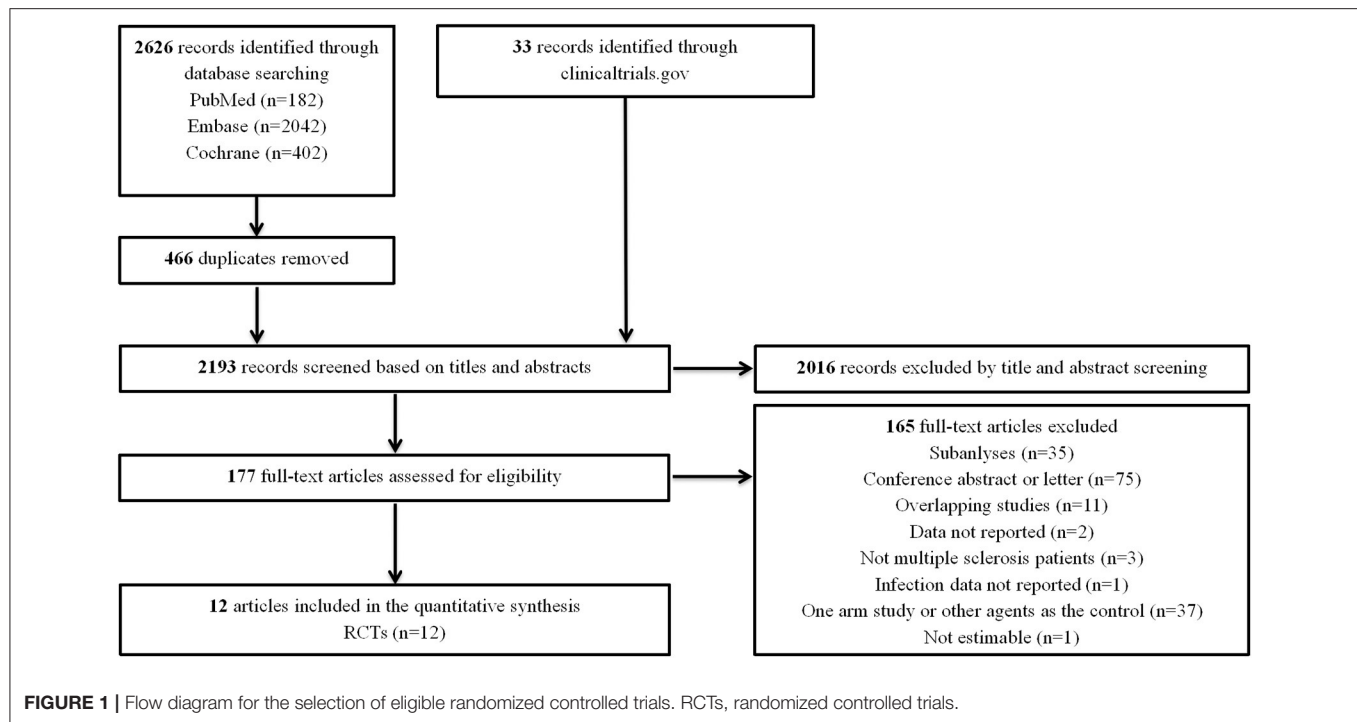 2626 records identified through
database searching
PubMed (n=182)
Embase (n=2042)
Cochrane (n=402)
33 records identified through
clinicaltrials.gov
466 duplicates removed
2193 records screened based on titles and abstracts
2016 records excluded by title and abstract screening
177 full-text articles assessed for eligibility
165 full-text articles excluded
Subanlyses (n=35)
Conference abstract or letter (n=75)
Overlapping studies (n=11)
Data not reported (n=2)
Not multiple sclerosis patients (n=3)
Infection data not reported (n=1)
One arm study or other agents as the control (n=37)
Not estimable (n=1)
12 articles included in the quantitative synthesis
RCTs (n=12)
FIGURE 1 | Flow diagram for the selection of eligible randomized controlled trials. RCTs, randomized controlled trials.